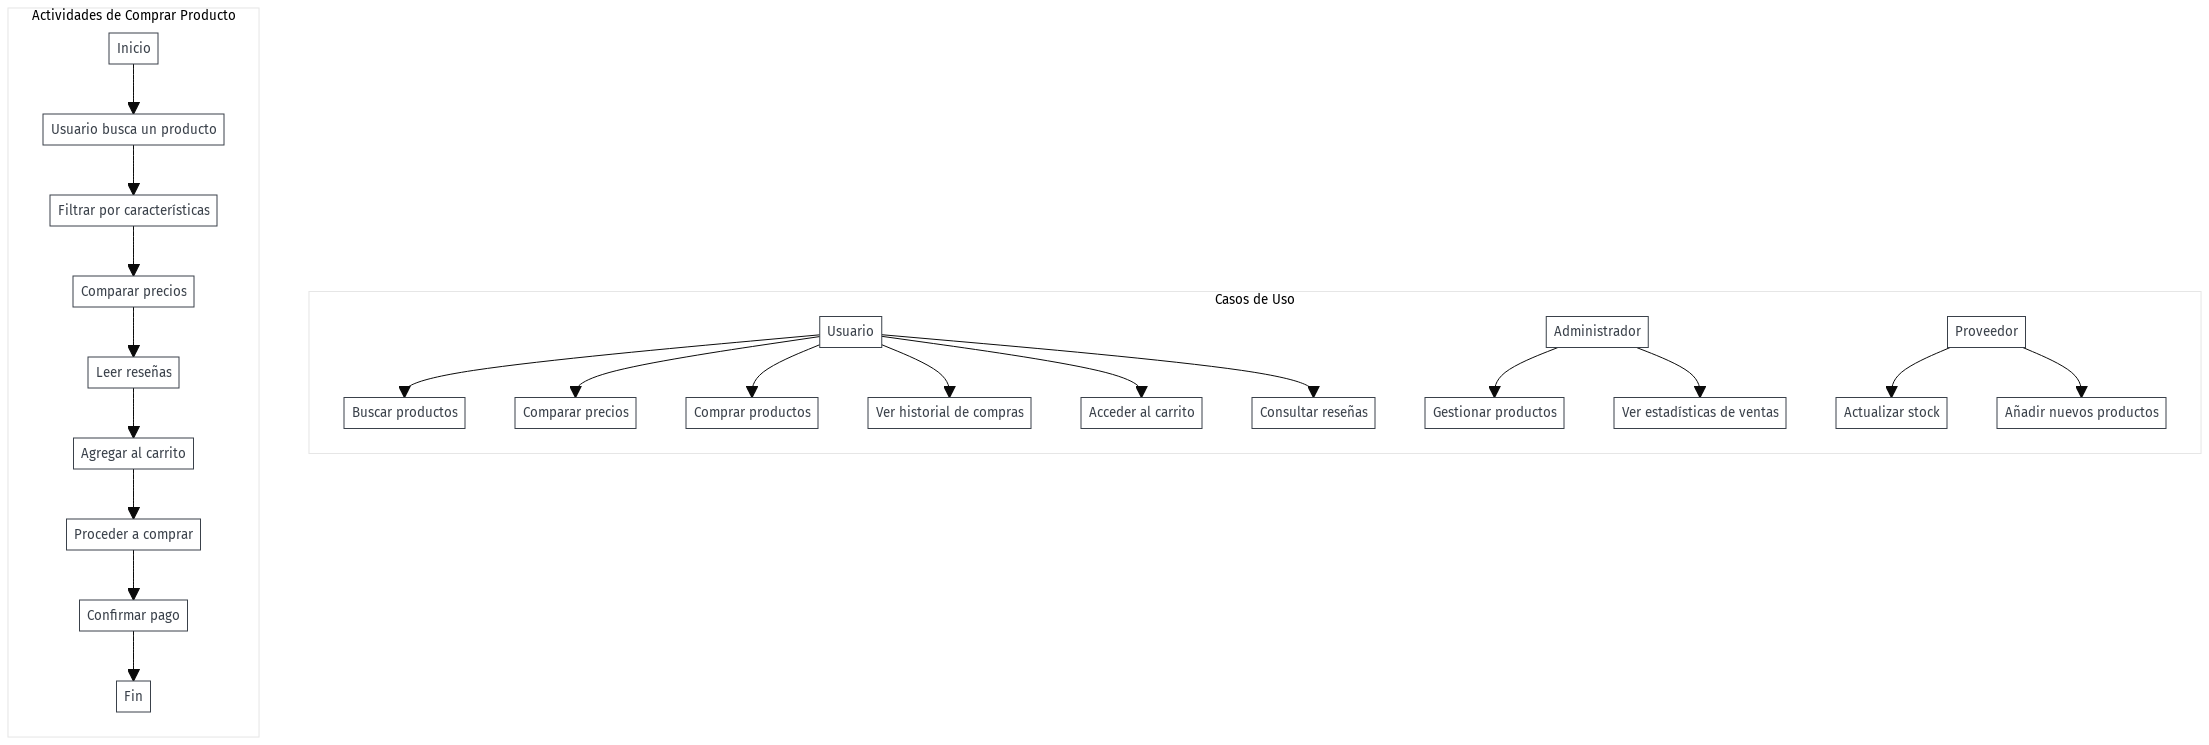 Actividades de Comprar Producto
Inicio
Usuario busca un producto
Filtrar por características
Comparar precios
Leer reseñas
Agregar al carrito
Proceder a comprar
Confirmar pago
Fin
Casos de Uso
Usuario
Administrador
Proveedor
Buscar productos
Comparar precios
Comprar productos
Ver historial de compras
Acceder al carrito
Consultar reseñas
Gestionar productos
Ver estadísticas de ventas
Actualizar stock
Añadir nuevos productos